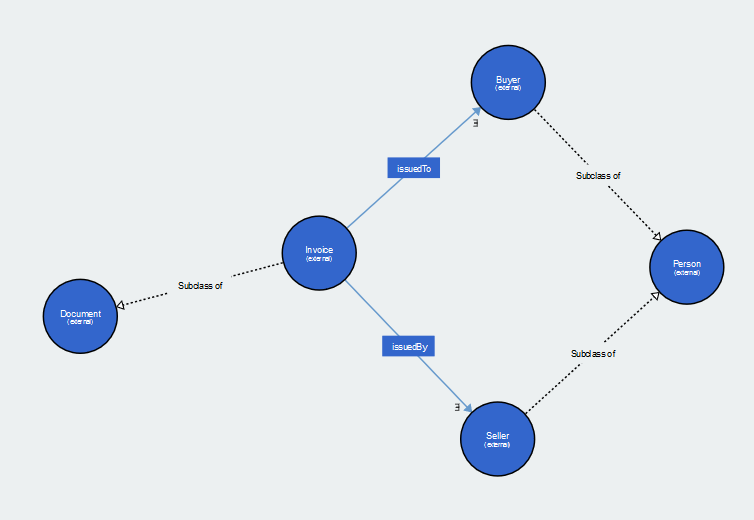 Buyer
(external)
∃
issuedTo
Subclass of
Invoice
(external)
Person
(external)
Subclass of
Document
(external)
issuedBy
Subclass of
∃
Seller
(external)